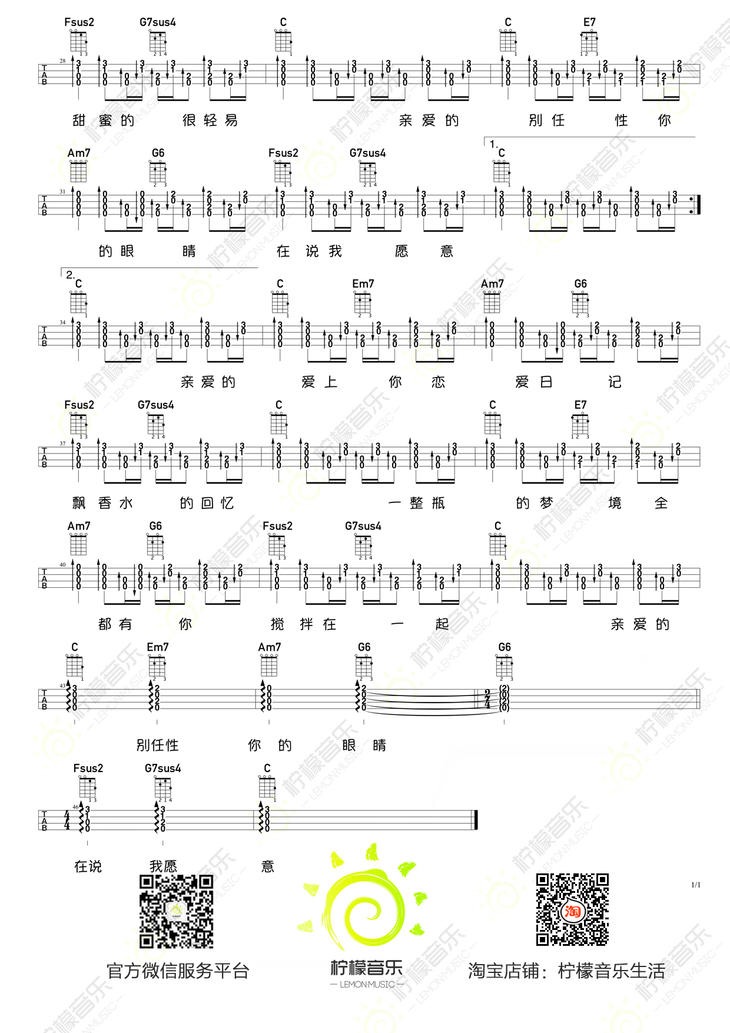 Fsus2 G7sus4 C C E7
28
甜蜜的 很轻易 亲爱的 别任 性 你
1.
Am7 G6 Fsus2 G7sus4 C
31
的眼 睛 在说我 愿 意
2.
C C Em7 Am7 G6
34
亲爱的 爱上 你恋 爱日 记
Fsus2 G7sus4 C C E7
37
飘香水 的回忆 一整瓶 的梦 境 全
Am7 G6 Fsus2 G7sus4 C
40
都有 你 搅拌在 一 起 亲爱的
C Em7 Am7 G6 G6
43
别任性 你的 眼睛
Fsus2 G7sus4 C
46
在说 我愿 意
1/1
淘
官方微信服务平台
柠檬音乐
—LEMON MUSIC—
淘宝店铺：柠檬音乐生活